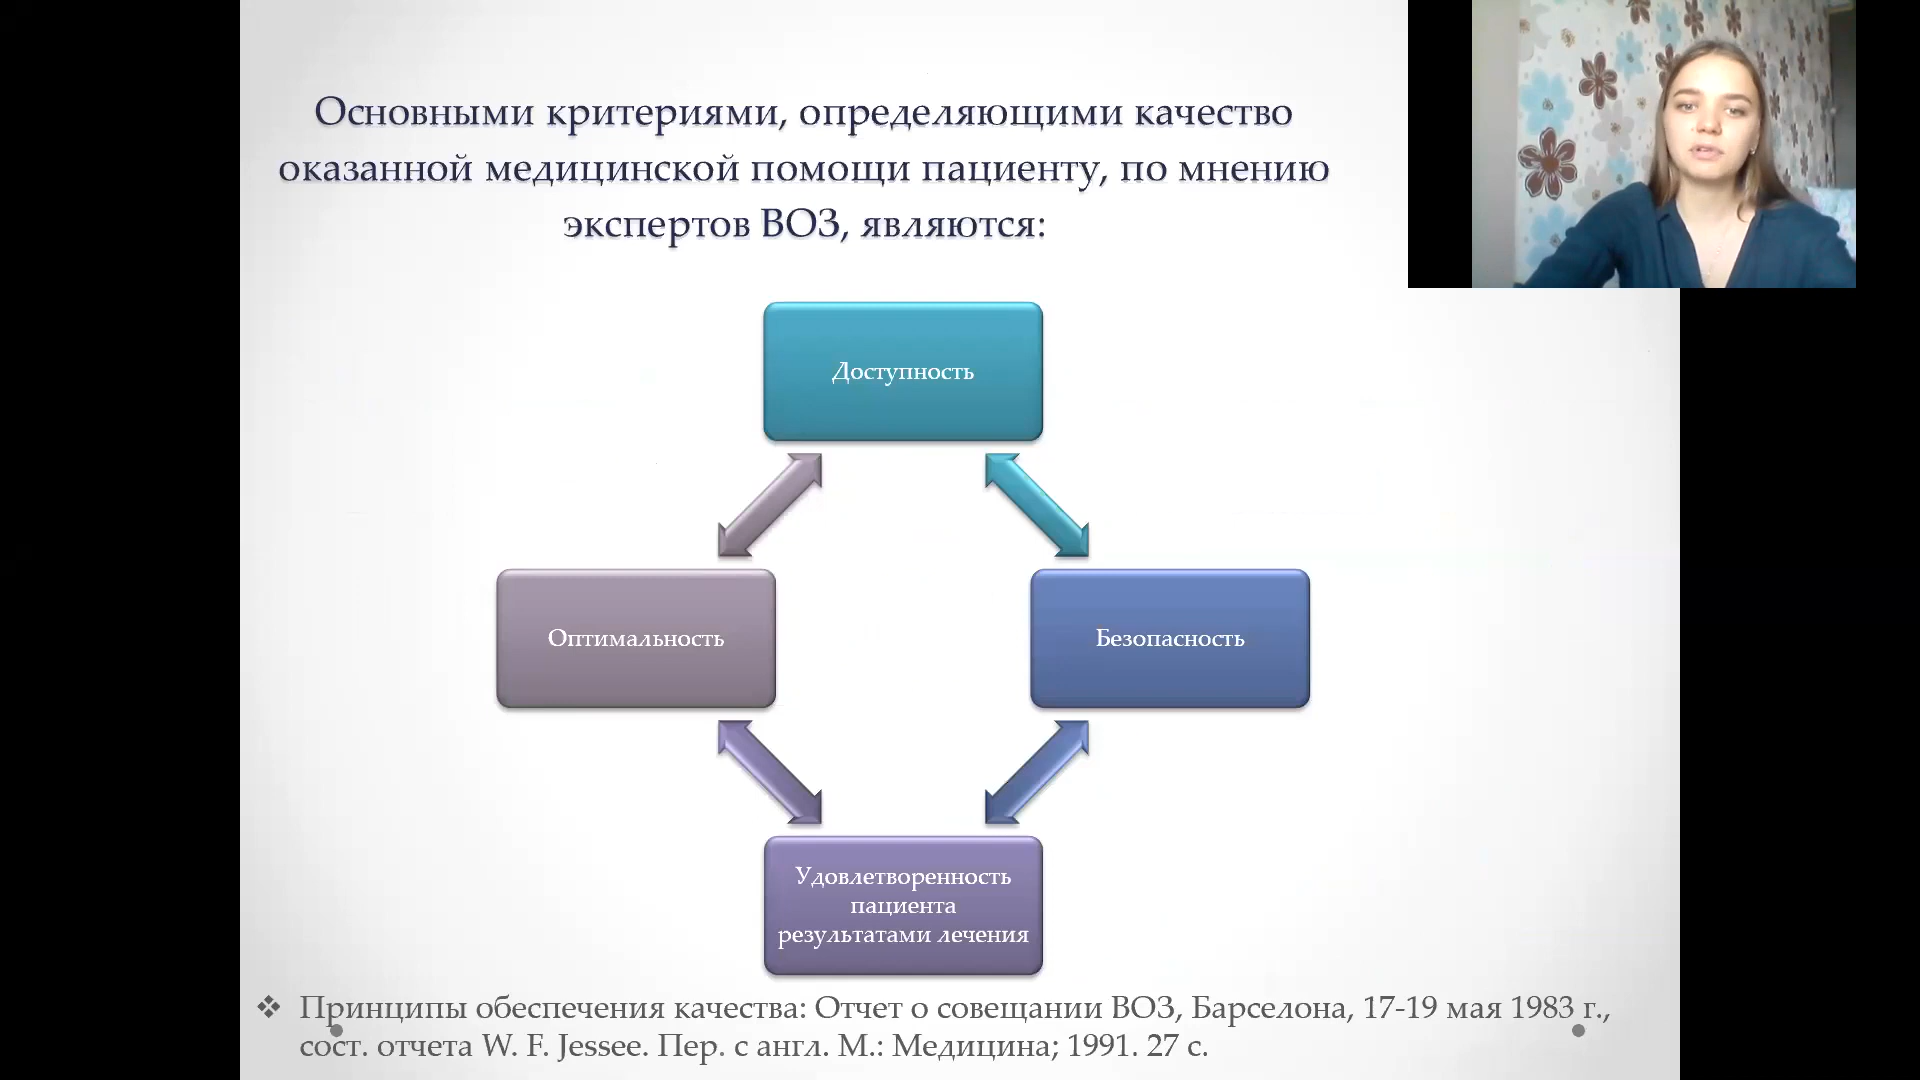 Основными критериями, определяющими качество
оказанной медицинской помощи пациенту, по мнению
экспертов ВОЗ, являются:
Доступность
Оптимальность
Безопасность
Удовлетворенность
пациента
результатами лечения
❖ Принципы обеспечения качества: Отчет о совещании ВОЗ, Барселона, 17-19 мая 1983 г.,
сост. отчета W. F. Jessee. Пер. с англ. М.: Медицина; 1991. 27 с.